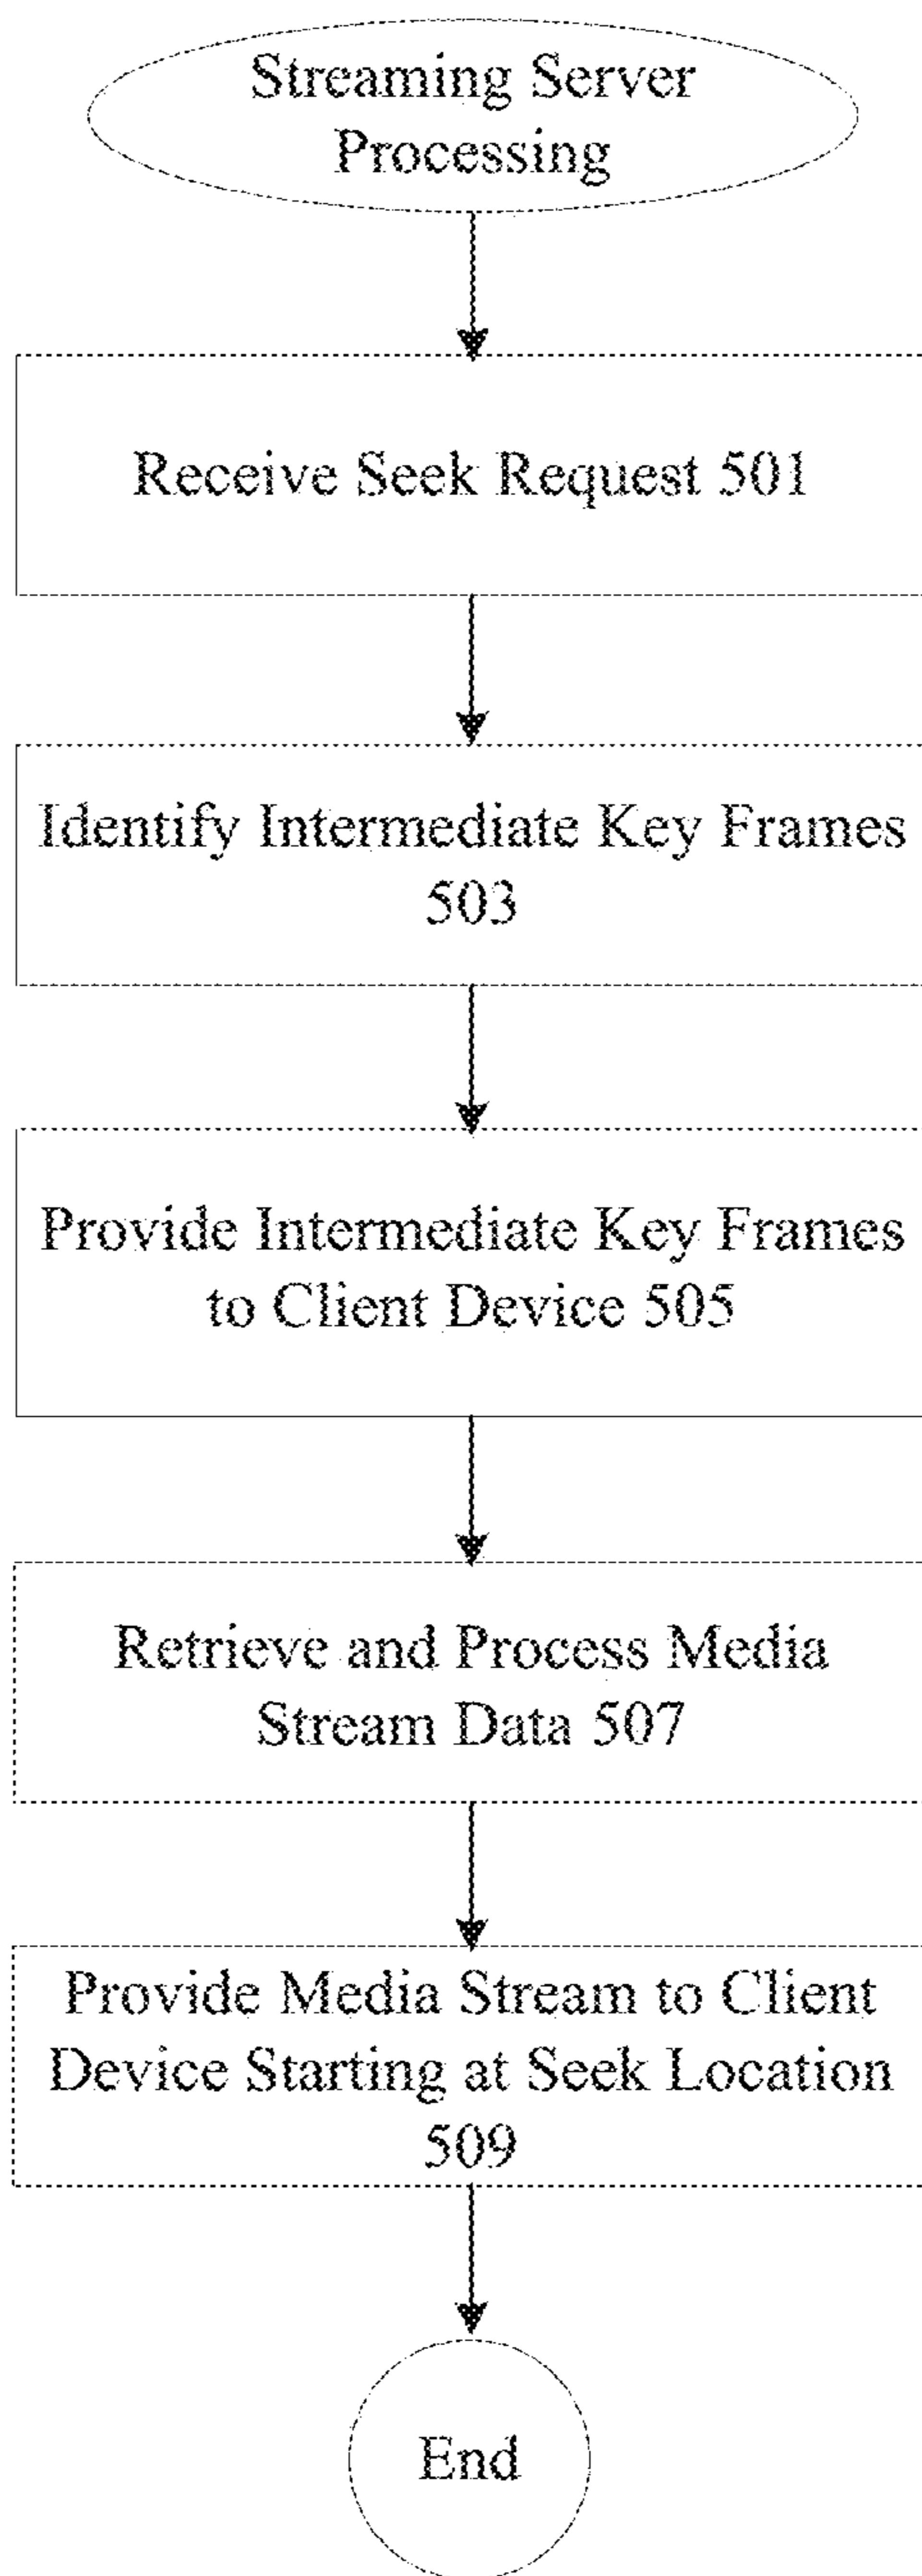 Streaming Server
Processing
Receive Seek Request 501
Identify Intermediate Key Frames
503
Provide Intermediate Key Frames
to Client Device 505
Retrieve and Process Media
Stream Data 507
Provide Media Stream to Client
Device Starting at Seek Location
509
End